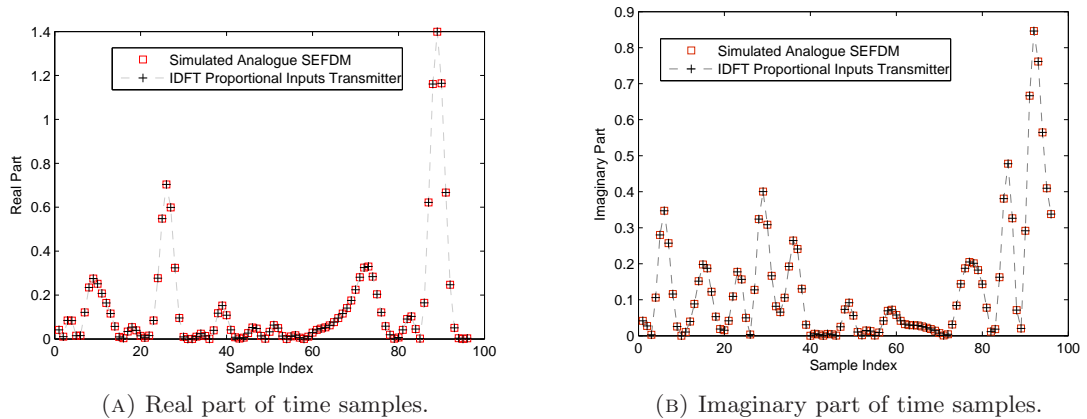 1.4
1.2
1
0.8
0.6
0.4
0.2
0
0 20 40 60 80 100
Real Part
Sample Index
Simulated Analogue SEFDM
IDFT Proportional Inputs Transmitter
(A) Real part of time samples.
0.9
0.8
0.7
0.6
0.5
0.4
0.3
0.2
0.1
0
0 20 40 60 80 100
Imaginary Part
Sample Index
Simulated Analogue SEFDM
IDFT Proportional Inputs Transmitter
(B) Imaginary part of time samples.